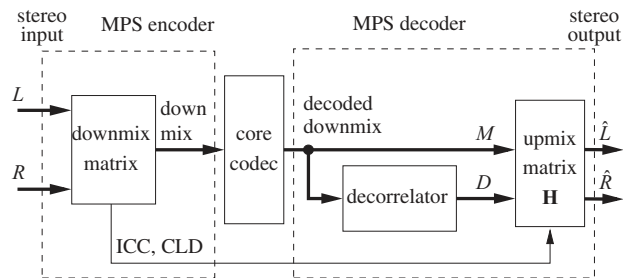 stereo
input
MPS encoder
MPS decoder
stereo
output
L
R
downmix
matrix
down
mix
core
codec
decoded
downmix
M
decorrelator
D
upmix
matrix
H
L̂
R̂
ICC, CLD